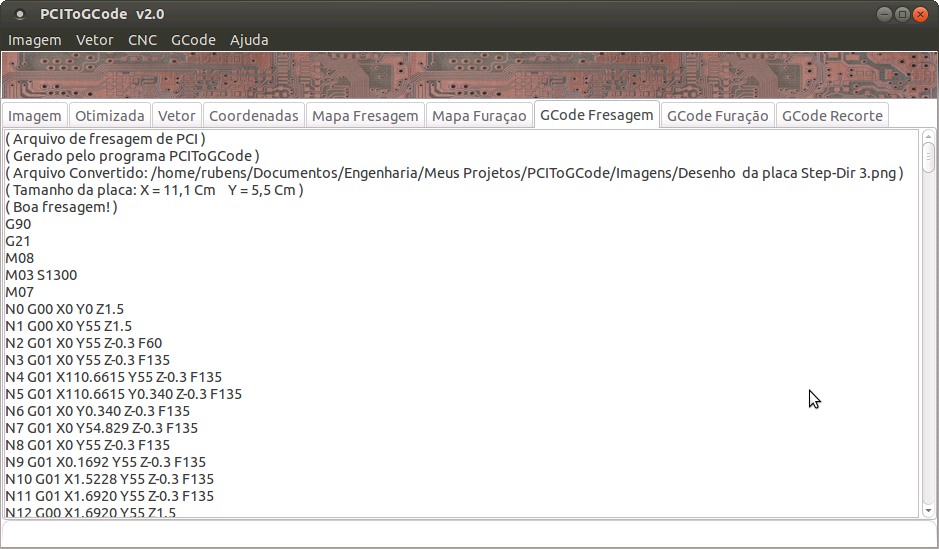 PCIToGCode v2.0
Imagem Vetor CNC GCode Ajuda
Imagem Otimizada Vetor Coordenadas Mapa Fresagem Mapa Furaçao GCode Fresagem GCode Furação GCode Recorte
( Arquivo de fresagem de PCI )
( Gerado pelo programa PCIToGCode )
( Arquivo Convertido: /home/rubens/Documentos/Engenharia/Meus Projetos/PCIToGCode/Imagens/Desenho  da placa Step-Dir 3.png )
( Tamanho da placa: X = 11,1 Cm    Y = 5,5 Cm )
( Boa fresagem! )
G90
G21
M08
M03 S1300
M07
N0 G00 X0 Y0 Z1.5
N1 G00 X0 Y55 Z1.5
N2 G01 X0 Y55 Z-0.3 F60
N3 G01 X0 Y55 Z-0.3 F135
N4 G01 X110.6615 Y55 Z-0.3 F135
N5 G01 X110.6615 Y0.340 Z-0.3 F135
N6 G01 X0 Y0.340 Z-0.3 F135
N7 G01 X0 Y54.829 Z-0.3 F135
N8 G01 X0 Y55 Z-0.3 F135
N9 G01 X0.1692 Y55 Z-0.3 F135
N10 G01 X1.5228 Y55 Z-0.3 F135
N11 G01 X1.6920 Y55 Z-0.3 F135
N12 G00 X1.6920 Y55 Z1.5